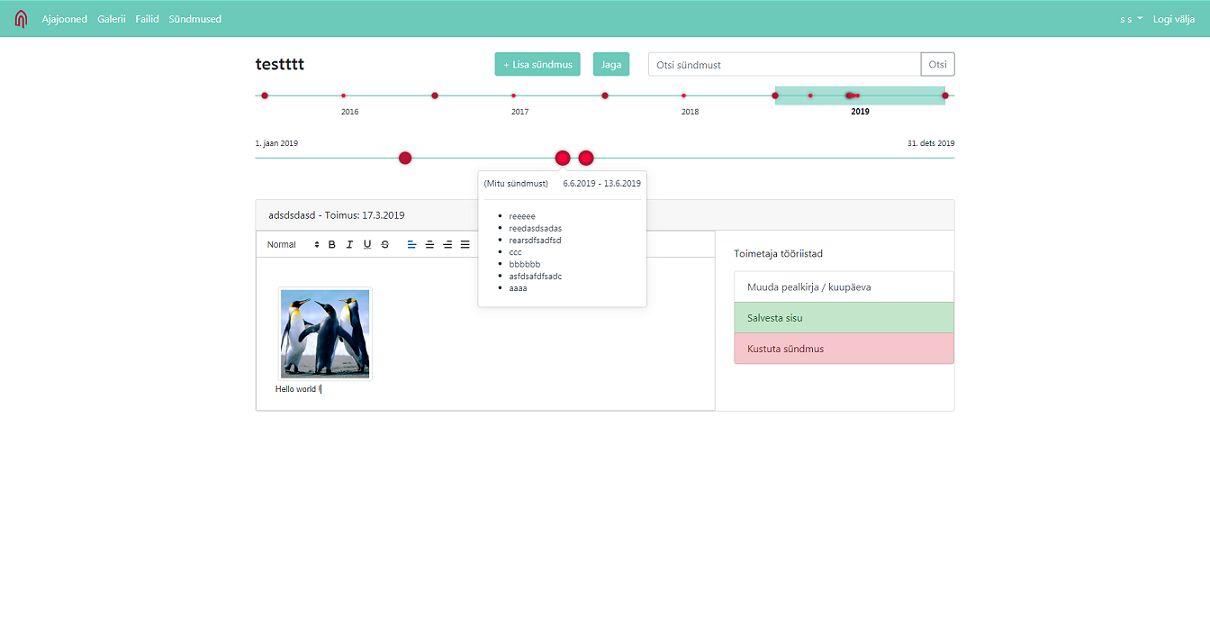 Ajajooned Galerii Failid Sündmused s s Logi välja
testttt + Lisa sündmus Jaga Otsi sündmust Otsi
2016 2017 2018 2019
1. jaan 2019 31. dets 2019
(Mitu sündmust) 6.6.2019 - 13.6.2019
reeeee
reedasdsadas
rearsdfsadfsd
ccc
bbbbbb
asfdsafdfsadc
aaaa
adsdsdasd - Toimus: 17.3.2019
Normal B I U S
Hello world !
Toimetaja tööriistad
Muuda pealkirja / kuupäeva
Salvesta sisu
Kustuta sündmus